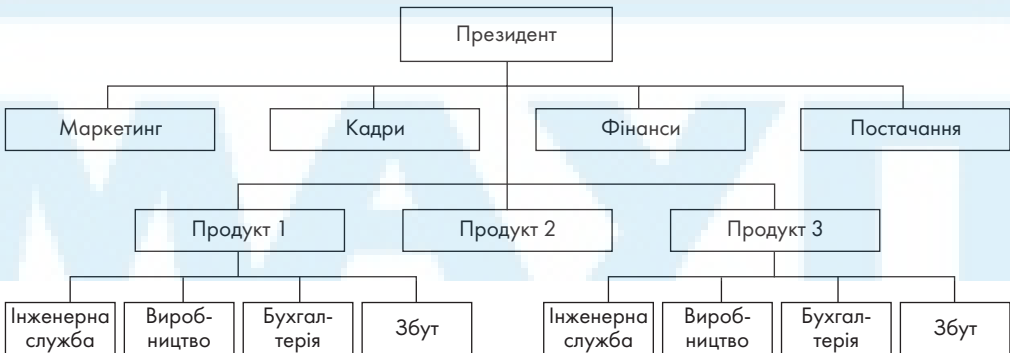 Президент
Маркетинг
Кадри
Фінанси
Постачання
Продукт 1
Продукт 2
Продукт 3
Інженерна
служба
Вироб-
ництво
Бухгал-
терія
Збут
Інженерна
служба
Вироб-
ництво
Бухгал-
терія
Збут
МАУП